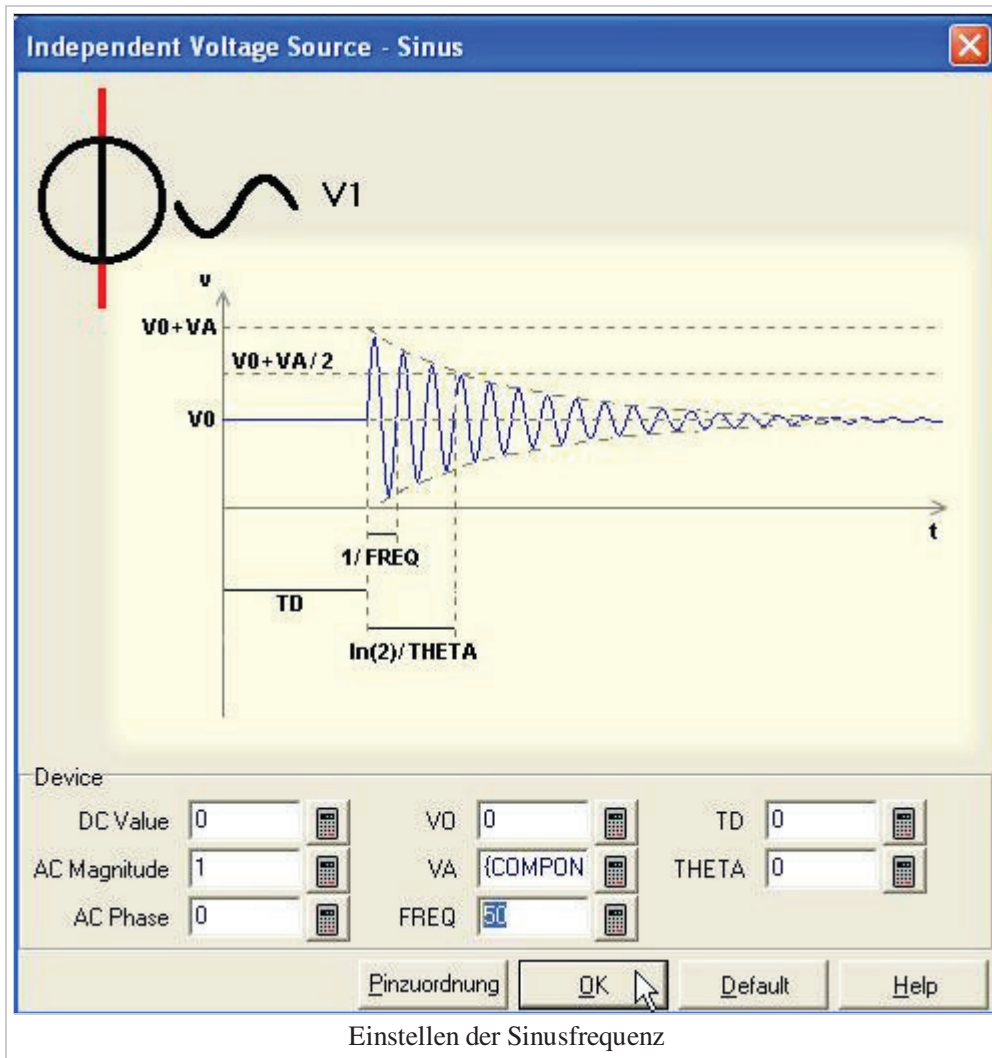 Independent Voltage Source - Sinus
V1
v
V0+VA
V0+VA/2
V0
t
1/FREQ
TD
ln(2)/THETA
Device
DC Value 0 VO 0 TD 0
AC Magnitude 1 VA {COMPON THETA 0
AC Phase 0 FREQ 50
Pinzuordnung OK Default Help
Einstellen der Sinusfrequenz